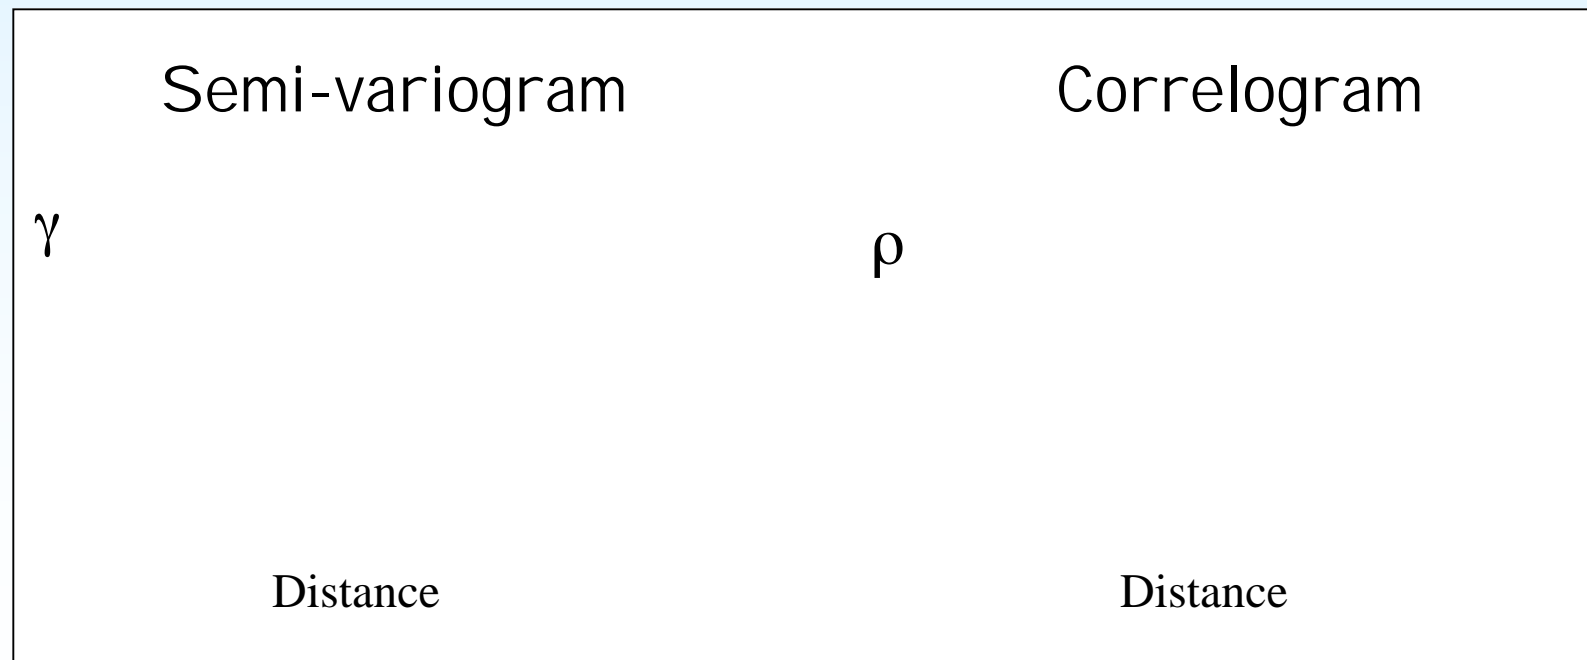 Semi-variogram
Correlogram
γ
ρ
Distance
Distance